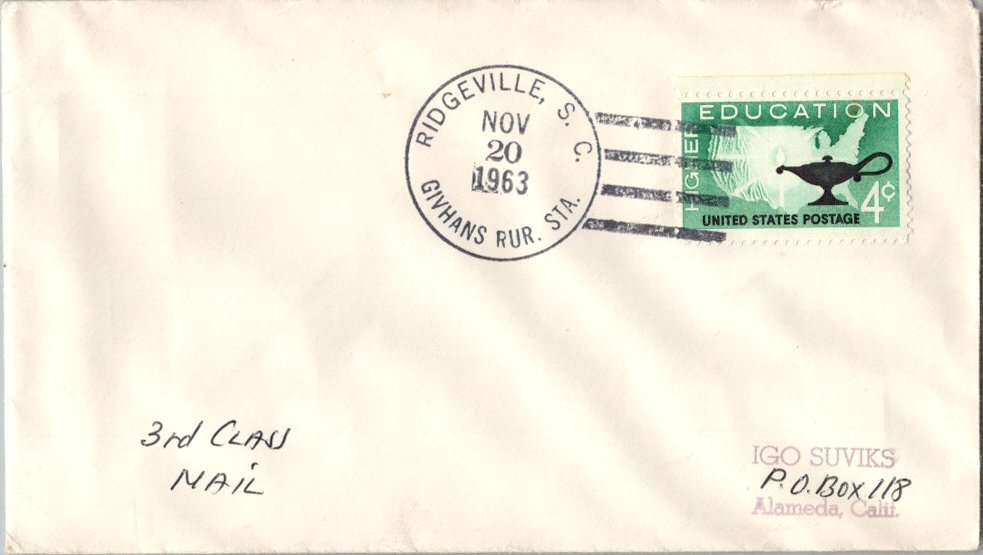 RIDGEVILLE, S. C.
NOV
20
1963
GIVHANS RUR. STA.
HIGHER
EDUCATION
4¢
UNITED STATES POSTAGE
3rd CLASS
MAIL
IGO SUVIKS
P.O. BOX 118
Alameda, Calif.